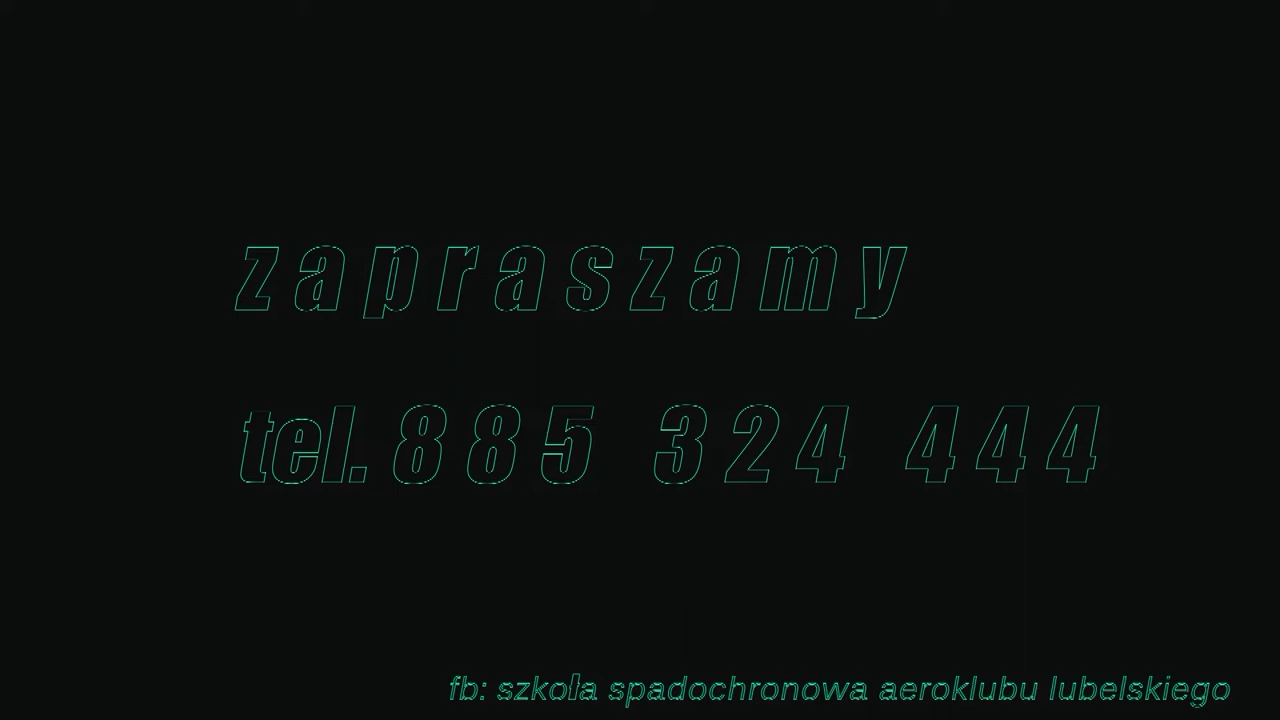 zapraszamy
tel. 885 324 444
fb: szkoła spadochronowa aeroklubu lubelskiego